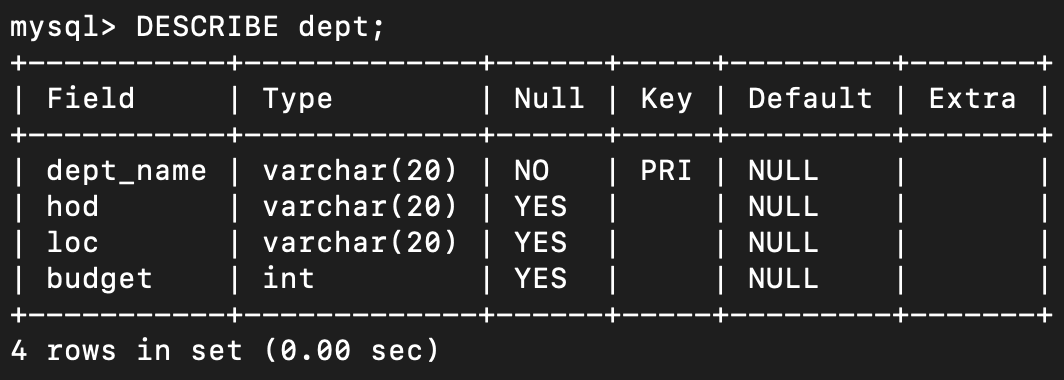 mysql> DESCRIBE dept;
+-----------+-------------+------+-----+---------+-------+
| Field     | Type        | Null | Key | Default | Extra |
+-----------+-------------+------+-----+---------+-------+
| dept_name | varchar(20) | NO   | PRI | NULL    |       |
| hod       | varchar(20) | YES  |     | NULL    |       |
| loc       | varchar(20) | YES  |     | NULL    |       |
| budget    | int         | YES  |     | NULL    |       |
+-----------+-------------+------+-----+---------+-------+
4 rows in set (0.00 sec)